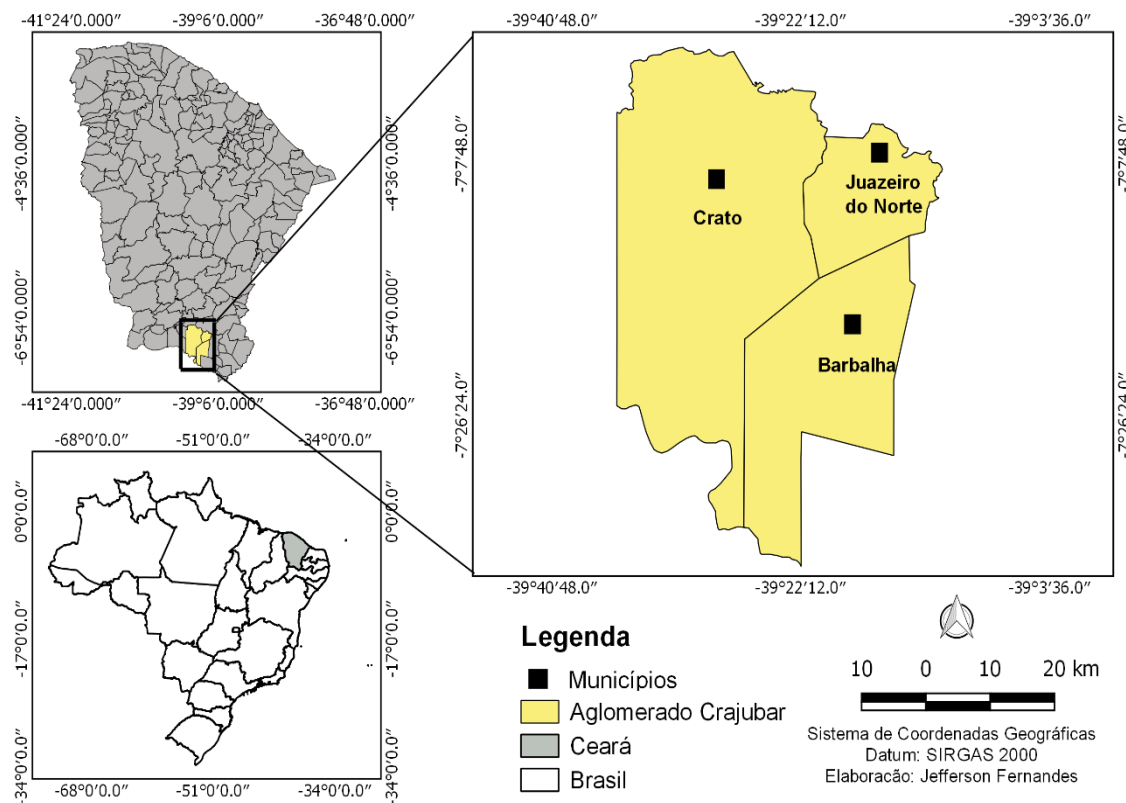 -41°24′0.000″ -39°6′0.000″ -36°48′0.000″
-4°36′0.000″
-6°54′0.000″
-4°36′0.000″
-6°54′0.000″
-41°24′0.000″ -39°6′0.000″ -36°48′0.000″
-39°40′48.0″ -39°22′12.0″ -39°3′36.0″
-7°7′48.0″
-7°26′24.0″
Crato
Juazeiro
do Norte
Barbalha
-7°7′48.0″
-7°26′24.0″
-39°40′48.0″ -39°22′12.0″ -39°3′36.0″
-68°0′0.0″ -51°0′0.0″ -34°0′0.0″
0°0′0.0″
-17°0′0.0″
-34°0′0.0″
0°0′0.0″
-17°0′0.0″
-34°0′0.0″
-68°0′0.0″ -51°0′0.0″ -34°0′0.0″
Legenda
Municípios
Aglomerado Crajubar
Ceará
Brasil
10 0 10 20 km
Sistema de Coordenadas Geográficas
Datum: SIRGAS 2000
Elaboracão: Jefferson Fernandes